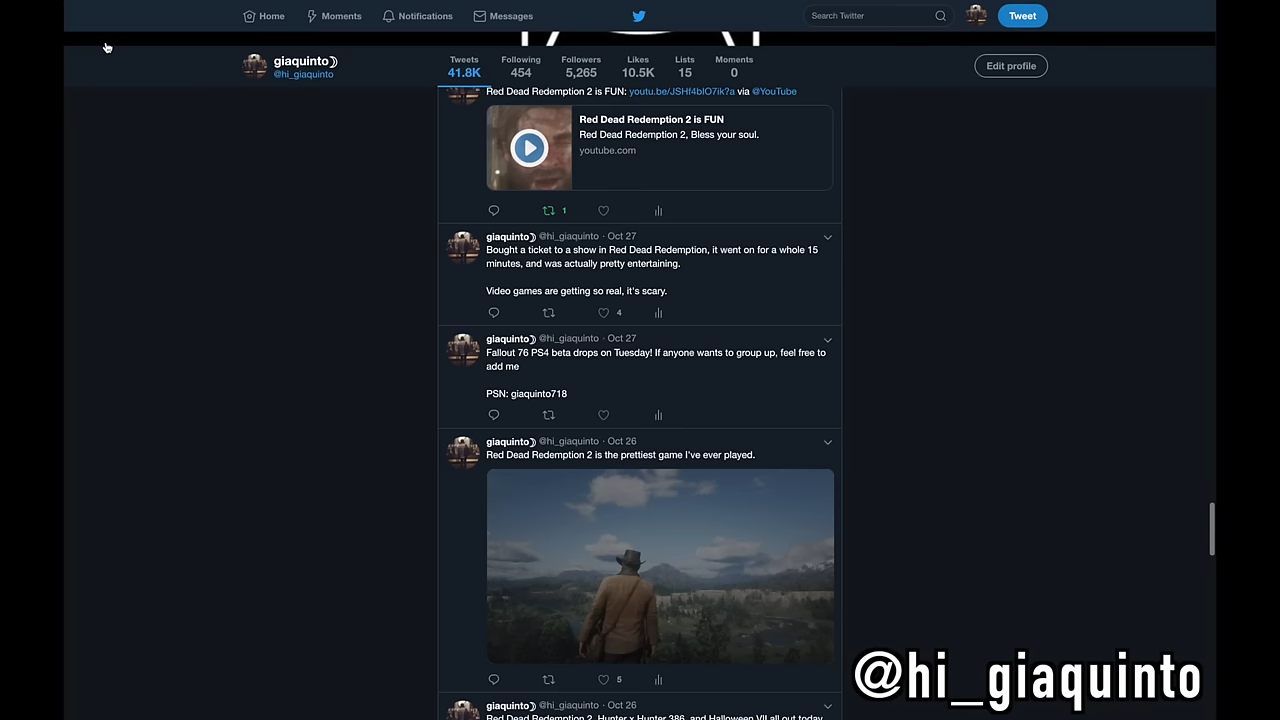 Home Moments Notifications Messages Search Twitter Tweet
giaquinto
@hi_giaquinto
Tweets Following Followers Likes Lists Moments
41.8K 454 5,265 10.5K 15 0
Edit profile
Red Dead Redemption 2 is FUN: youtu.be/JSHf4bIO7ik?a via @YouTube
Red Dead Redemption 2 is FUN
Red Dead Redemption 2, Bless your soul.
youtube.com
1
giaquinto @hi_giaquinto · Oct 27
Bought a ticket to a show in Red Dead Redemption, it went on for a whole 15
minutes, and was actually pretty entertaining.
Video games are getting so real, it's scary.
4
giaquinto @hi_giaquinto · Oct 27
Fallout 76 PS4 beta drops on Tuesday! If anyone wants to group up, feel free to
add me
PSN: giaquinto718
giaquinto @hi_giaquinto · Oct 26
Red Dead Redemption 2 is the prettiest game I've ever played.
5
@hi_giaquinto
giaquinto @hi_giaquinto · Oct 26
Red Dead Redemption 2, Hunter x Hunter 386, and Halloween VII all out today